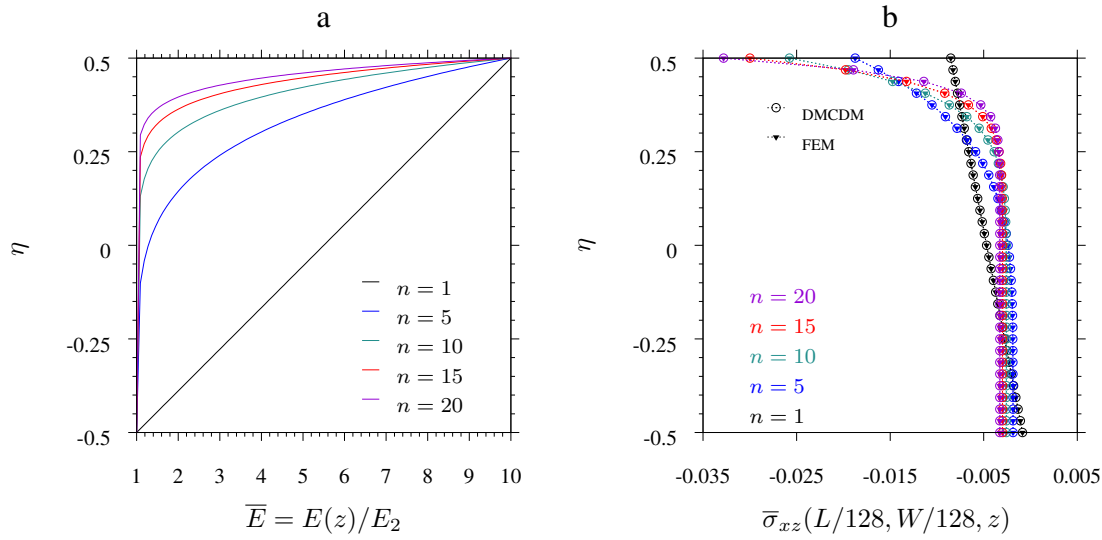 a
0.5
0.25
0
-0.25
-0.5
η
n = 1
n = 5
n = 10
n = 15
n = 20
1 2 3 4 5 6 7 8 9 10
E̅ = E(z)/E₂
b
0.5
0.25
0
-0.25
-0.5
η
DMCDM
FEM
n = 20
n = 15
n = 10
n = 5
n = 1
-0.035 -0.025 -0.015 -0.005 0.005
σ̅xz(L/128, W/128, z)